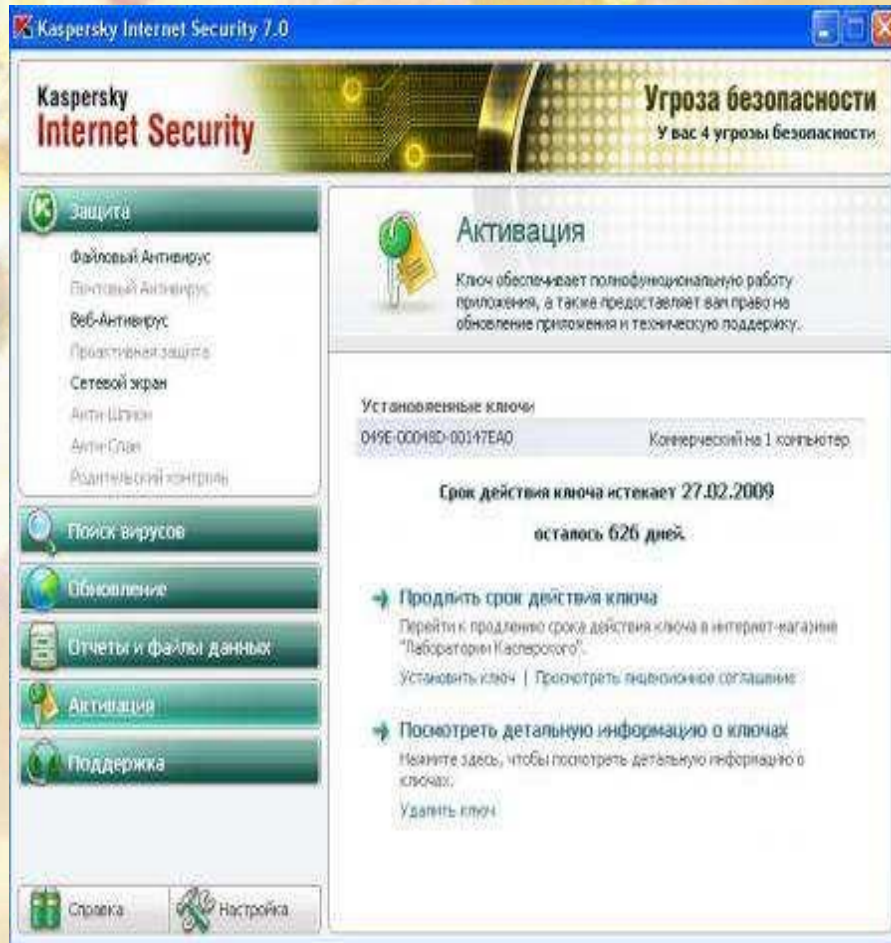 Kaspersky Internet Security 7.0
Kaspersky
Internet Security
Угроза безопасности
У вас 4 угрозы безопасности
Защита
Файловый Антивирус
Почтовый Антивирус
Веб-Антивирус
Проактивная защита
Сетевой экран
Анти-Шпион
Анти-Спам
Родительский контроль
Поиск вирусов
Обновление
Отчеты и файлы данных
Активация
Поддержка
Справка
Настройка
Активация
Ключ обеспечивает полнофункциональную работу
приложения, а также предоставляет вам право на
обновление приложения и техническую поддержку.
Установленные ключи
049E-00048D-00147EA0 Коммерческий на 1 компьютер
Срок действия ключа истекает 27.02.2009
осталось 626 дней.
Продлить срок действия ключа
Перейти к продлению срока действия ключа в интернет-магазине
"Лаборатории Касперского".
Установить ключ | Просмотреть лицензионное соглашение
Посмотреть детальную информацию о ключах
Нажмите здесь, чтобы посмотреть детальную информацию о
ключах.
Удалить ключ